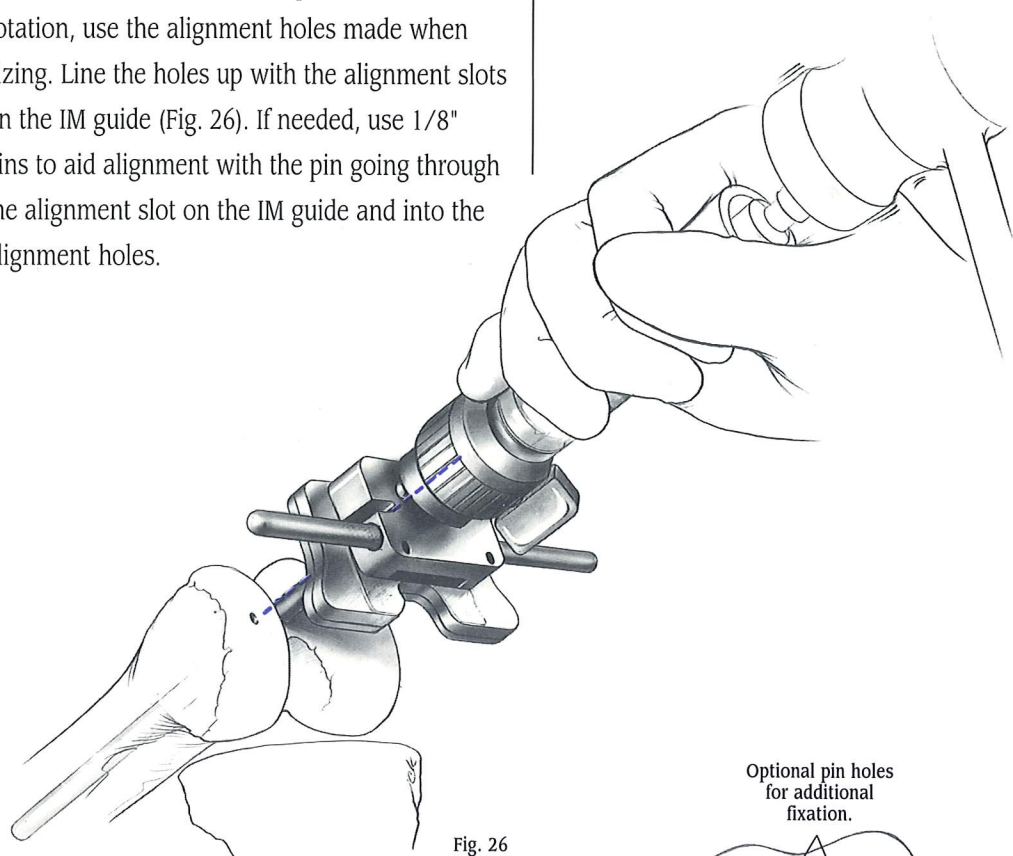 otation, use the alignment holes made when
zing. Line the holes up with the alignment slots
n the IM guide (Fig. 26). If needed, use 1/8"
ins to aid alignment with the pin going through
he alignment slot on the IM guide and into the
lignment holes.
Fig. 26
Optional pin holes
for additional
fixation.